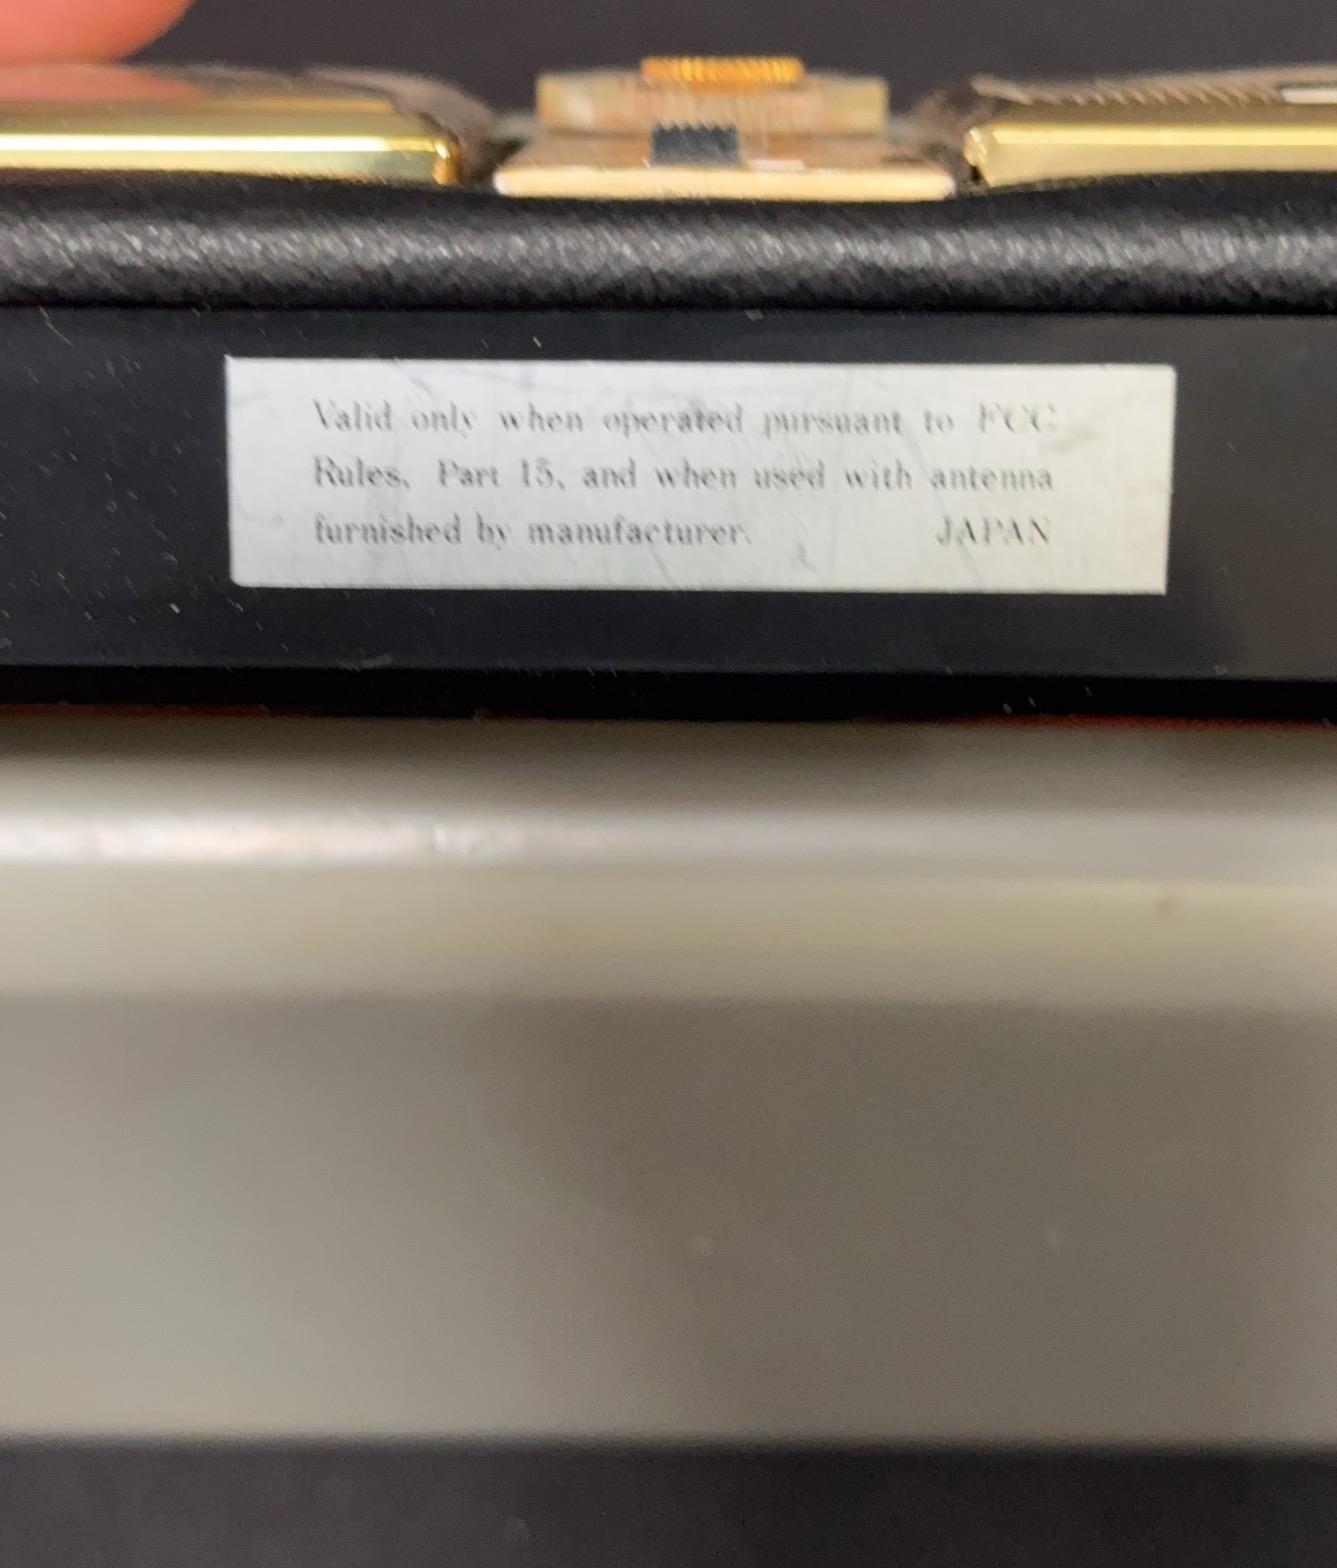 Valid only when operated pursuant to FCC
Rules, Part 15, and when used with antenna
furnished by manufacturer. JAPAN